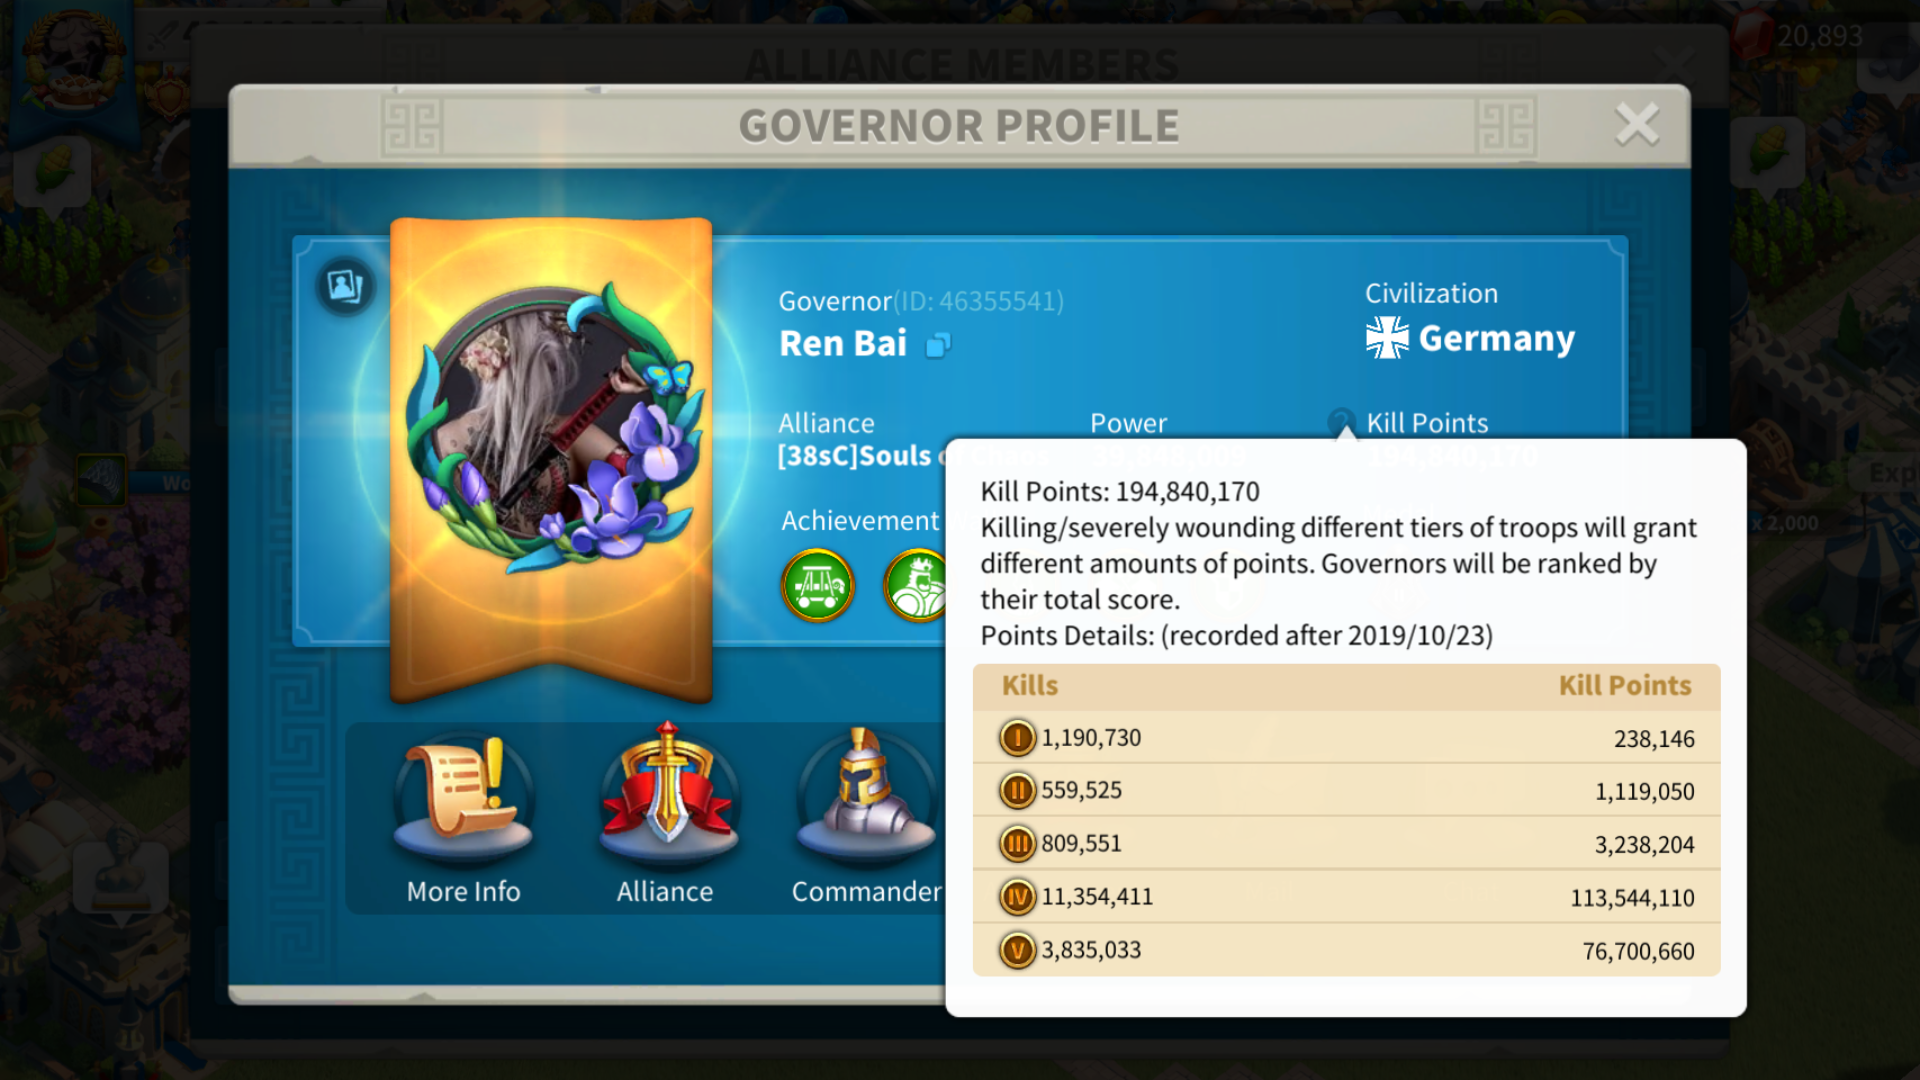 ALLIANCE MEMBERS
20,893
GOVERNOR PROFILE
Governor(ID: 46355541)
Ren Bai
Civilization
Germany
Alliance
[38sC]Souls
Power
? Kill Points
Kill Points: 194,840,170
Killing/severely wounding different tiers of troops will grant
different amounts of points. Governors will be ranked by
their total score.
Points Details: (recorded after 2019/10/23)
Achievement
Kills Kill Points
I 1,190,730 238,146
II 559,525 1,119,050
III 809,551 3,238,204
IV 11,354,411 113,544,110
V 3,835,033 76,700,660
More Info
Alliance
Commander
Wo
Exp
x 2,000